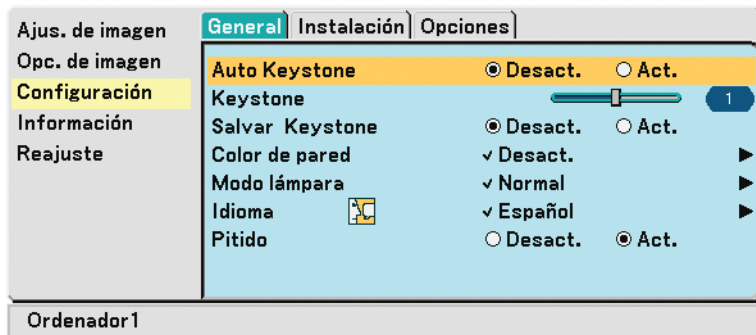 Ajus. de imagen
Opc. de imagen
Configuración
Información
Reajuste
General Instalación Opciones
Auto Keystone Desact. Act.
Keystone 1
Salvar Keystone Desact. Act.
Color de pared Desact.
Modo lámpara Normal
Idioma Español
Pitido Desact. Act.
Ordenador1